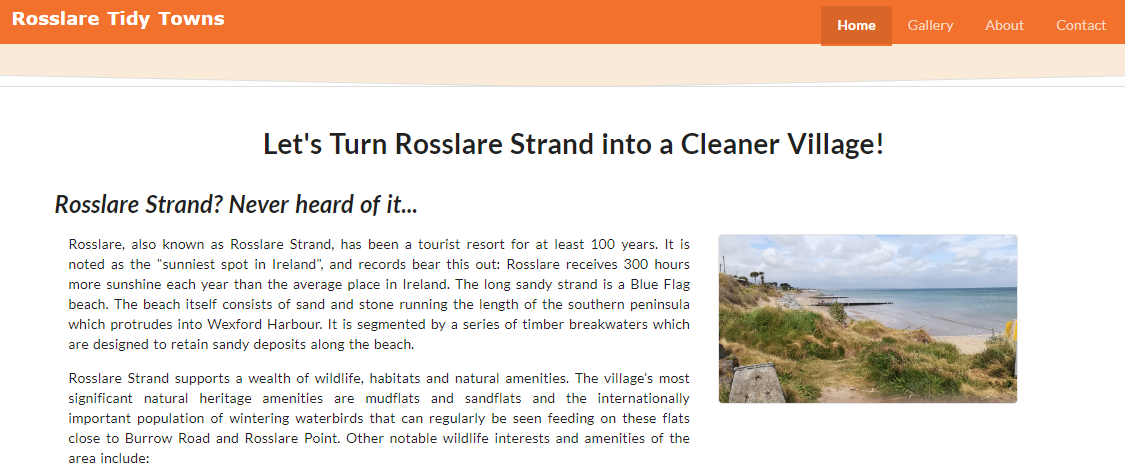 Rosslare Tidy Towns
Home Gallery About Contact
Let's Turn Rosslare Strand into a Cleaner Village!
Rosslare Strand? Never heard of it...
Rosslare, also known as Rosslare Strand, has been a tourist resort for at least 100 years. It is
noted as the "sunniest spot in Ireland", and records bear this out: Rosslare receives 300 hours
more sunshine each year than the average place in Ireland. The long sandy strand is a Blue Flag
beach. The beach itself consists of sand and stone running the length of the southern peninsula
which protrudes into Wexford Harbour. It is segmented by a series of timber breakwaters which
are designed to retain sandy deposits along the beach.
Rosslare Strand supports a wealth of wildlife, habitats and natural amenities. The village's most
significant natural heritage amenities are mudflats and sandflats and the internationally
important population of wintering waterbirds that can regularly be seen feeding on these flats
close to Burrow Road and Rosslare Point. Other notable wildlife interests and amenities of the
area include: